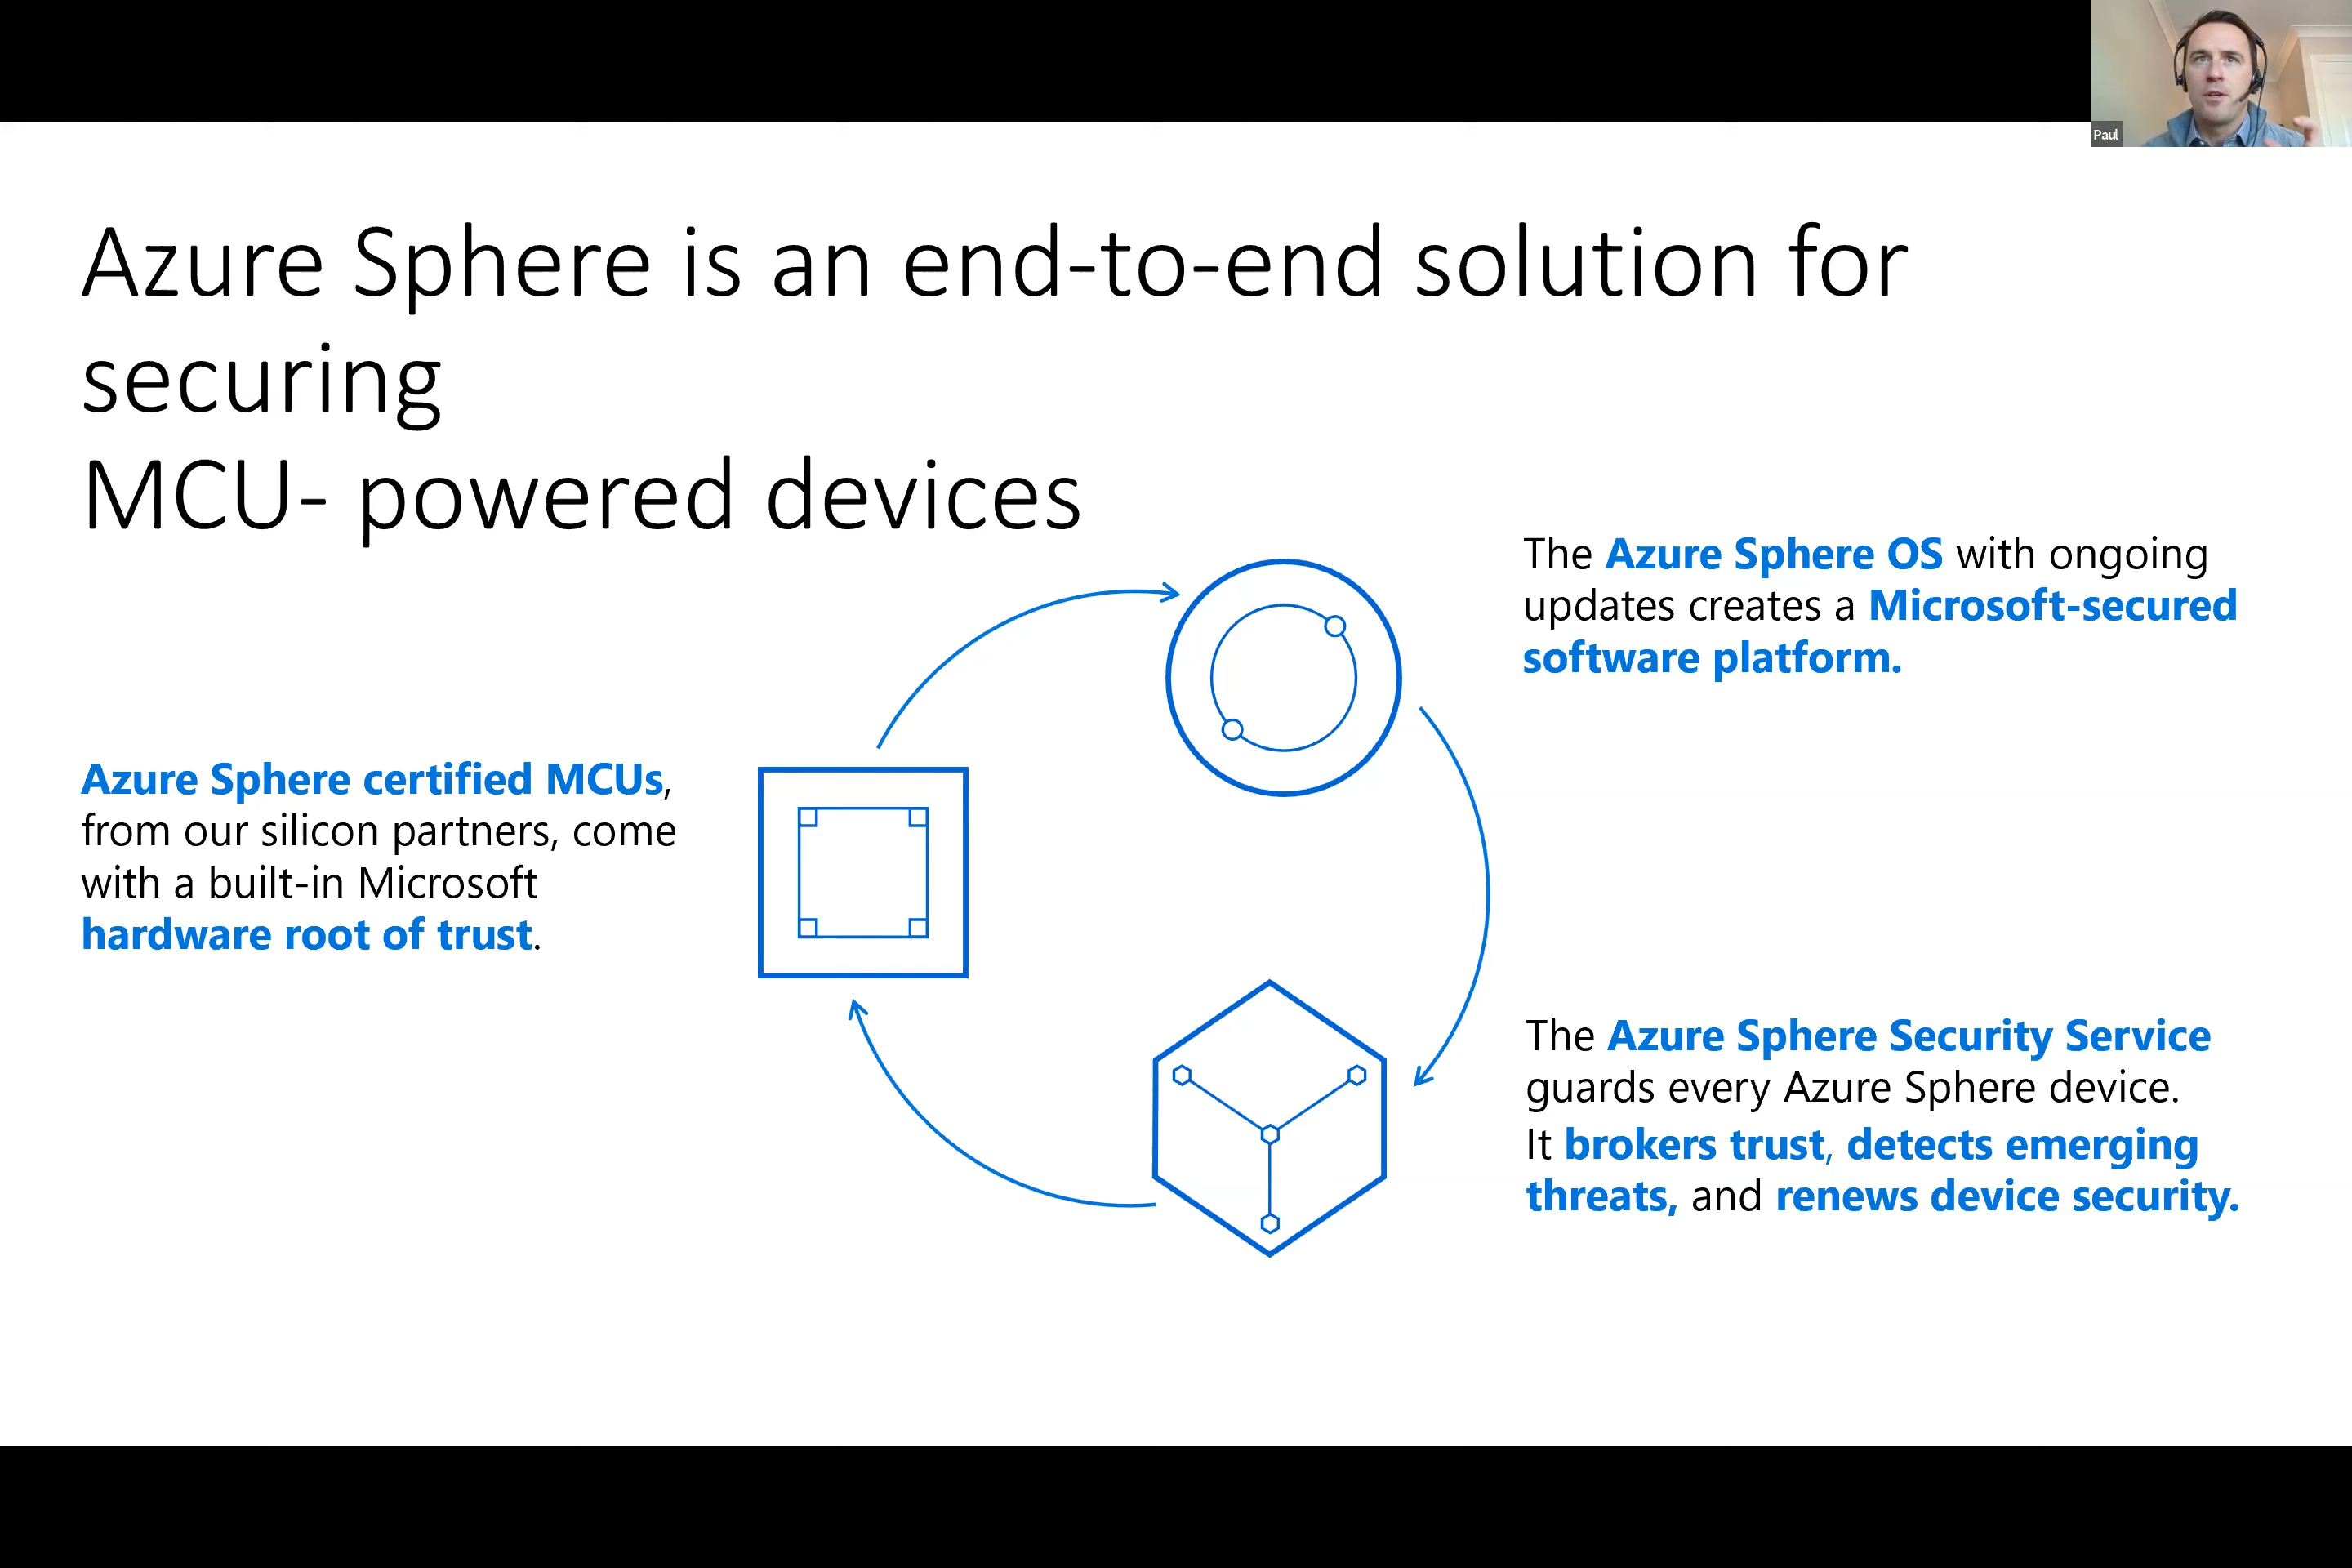 Paul
Azure Sphere is an end-to-end solution for
securing
MCU- powered devices
The Azure Sphere OS with ongoing
updates creates a Microsoft-secured
software platform.
Azure Sphere certified MCUs,
from our silicon partners, come
with a built-in Microsoft
hardware root of trust.
The Azure Sphere Security Service
guards every Azure Sphere device.
It brokers trust, detects emerging
threats, and renews device security.